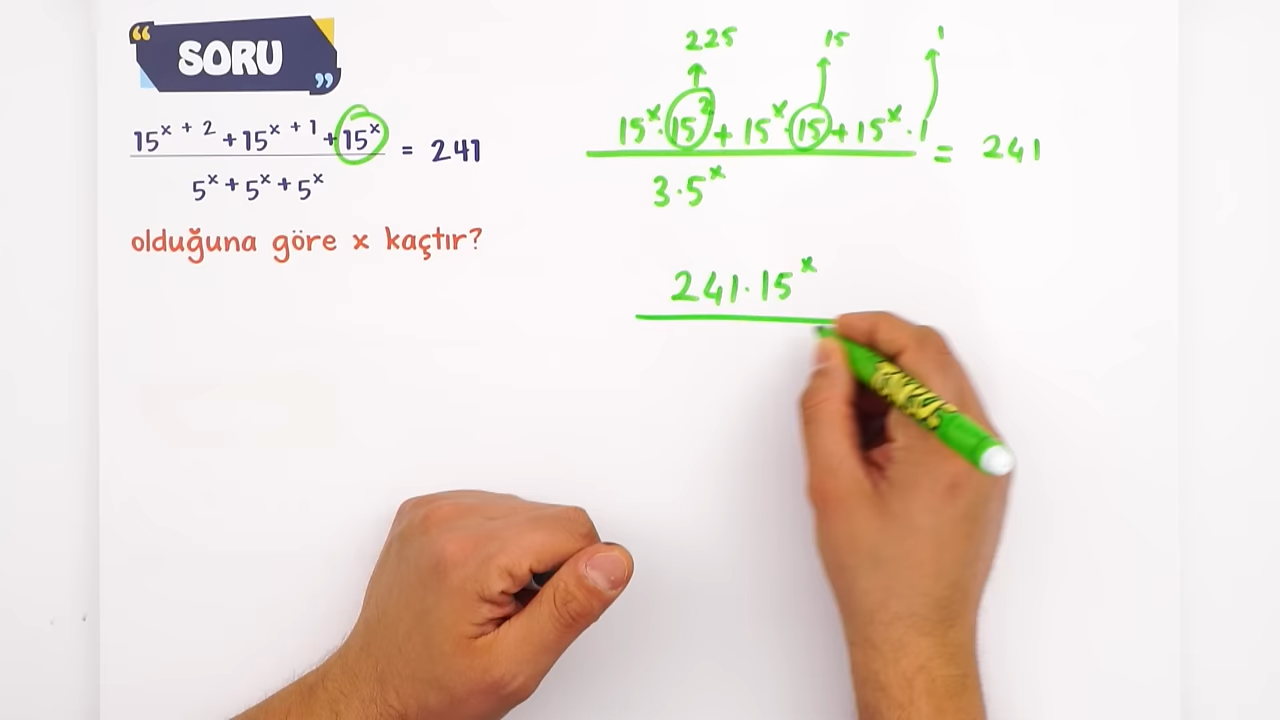 “ SORU ”
15^(x + 2) + 15^(x + 1) + 15^x
= 241
5^x + 5^x + 5^x
olduğuna göre x kaçtır?
225 15 1
15^x · 15^2 + 15^x · 15 + 15^x · 1
= 241
3 · 5^x
241 · 15^x